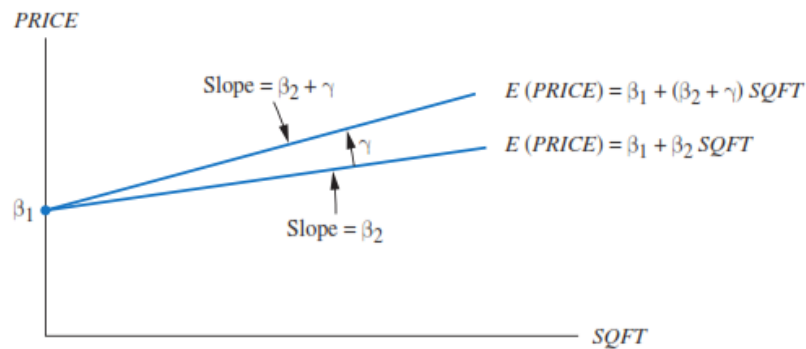 PRICE
Slope = β₂ + γ
E (PRICE) = β₁ + (β₂ + γ) SQFT
γ
E (PRICE) = β₁ + β₂ SQFT
β₁
Slope = β₂
SQFT